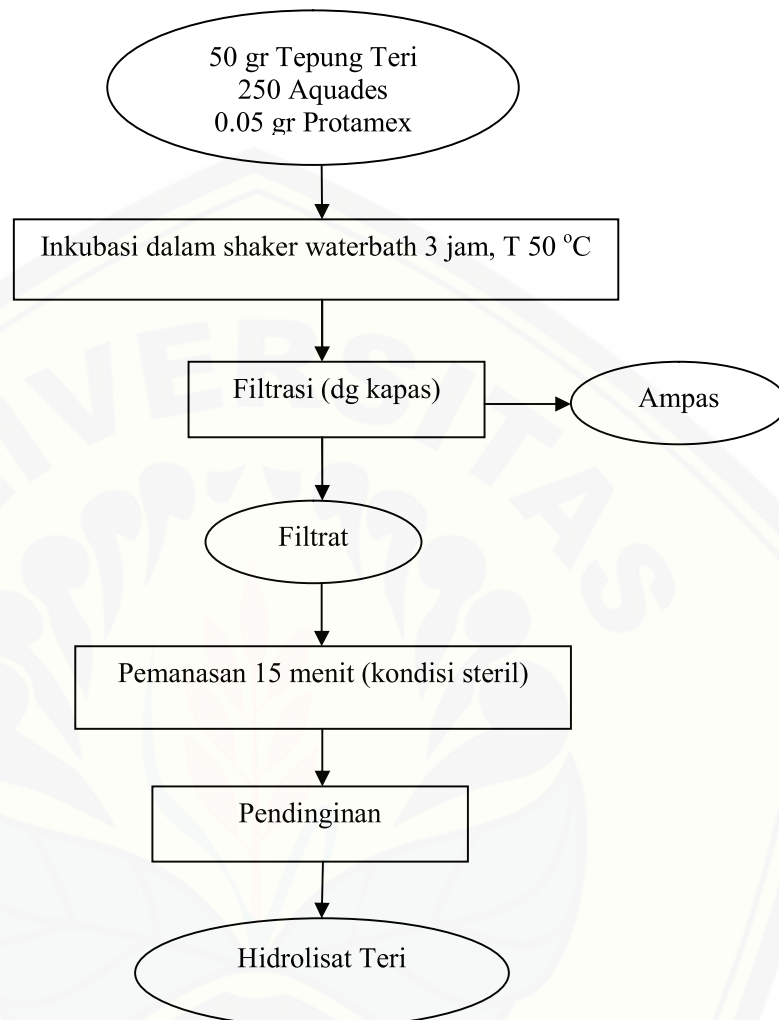 50 gr Tepung Teri
250 Aquades
0.05 gr Protamex
Inkubasi dalam shaker waterbath 3 jam, T 50 °C
Filtrasi (dg kapas)
Ampas
Filtrat
Pemanasan 15 menit (kondisi steril)
Pendinginan
Hidrolisat Teri
UNIVERSITAS